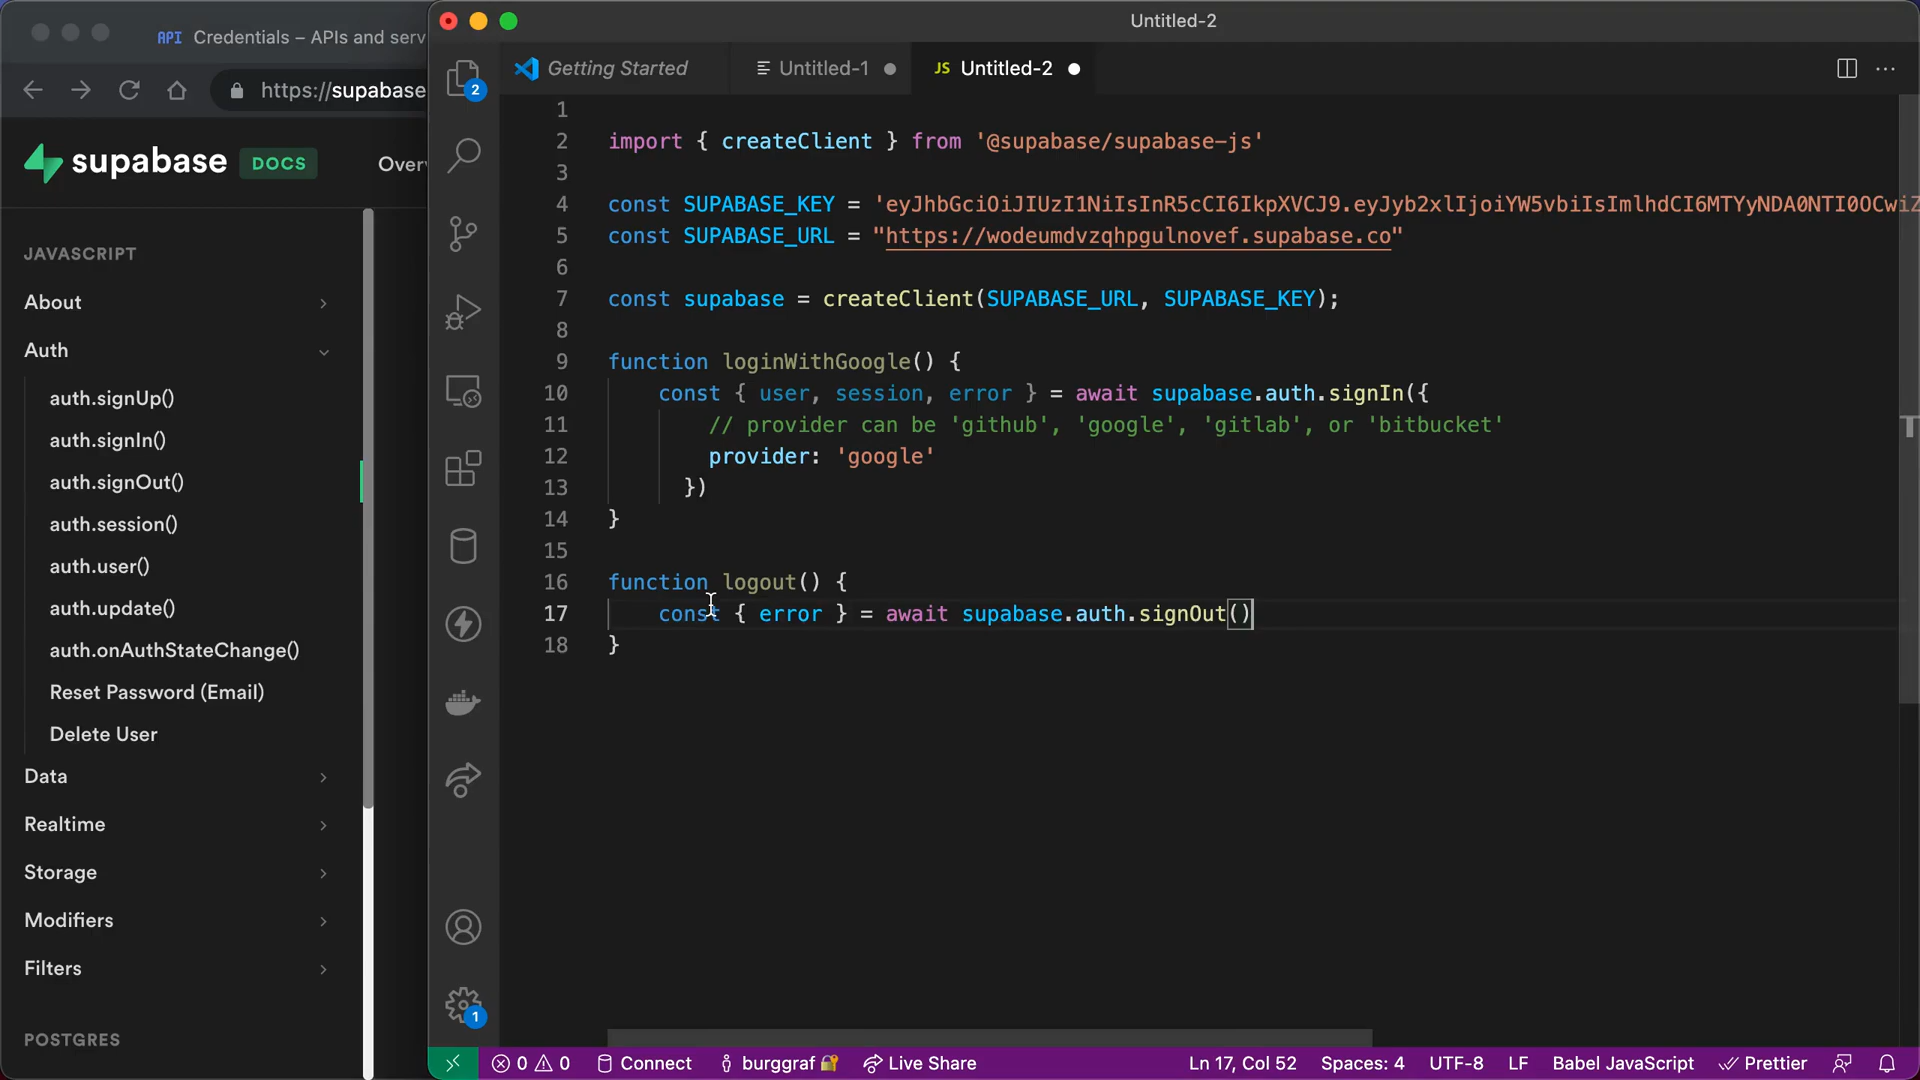 API Credentials – APIs and serv
https://supabase
supabase DOCS Over
JAVASCRIPT
About
Auth
auth.signUp()
auth.signIn()
auth.signOut()
auth.session()
auth.user()
auth.update()
auth.onAuthStateChange()
Reset Password (Email)
Delete User
Data
Realtime
Storage
Modifiers
Filters
POSTGRES
Untitled-2
Getting Started Untitled-1 JS Untitled-2
2
1
1
2 import { createClient } from '@supabase/supabase-js'
3
4 const SUPABASE_KEY = 'eyJhbGciOiJIUzI1NiIsInR5cCI6IkpXVCJ9.eyJyb2xlIjoiYW5vbiIsImlhdCI6MTYyNDA0NTI0OCwiZ
5 const SUPABASE_URL = "https://wodeumdvzqhpgulnovef.supabase.co"
6
7 const supabase = createClient(SUPABASE_URL, SUPABASE_KEY);
8
9 function loginWithGoogle() {
10 const { user, session, error } = await supabase.auth.signIn({
11 // provider can be 'github', 'google', 'gitlab', or 'bitbucket'
12 provider: 'google'
13 })
14 }
15
16 function logout() {
17 const { error } = await supabase.auth.signOut()
18 }
0 0 Connect burggraf Live Share Ln 17, Col 52 Spaces: 4 UTF-8 LF Babel JavaScript Prettier